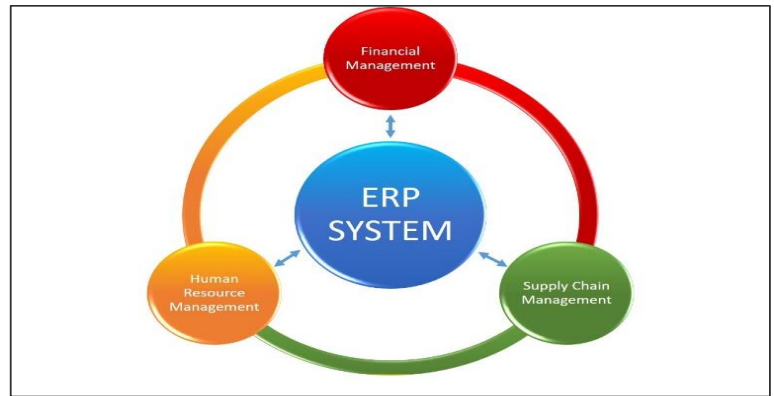 Financial
Management
ERP
SYSTEM
Human
Resource
Management
Supply Chain
Management